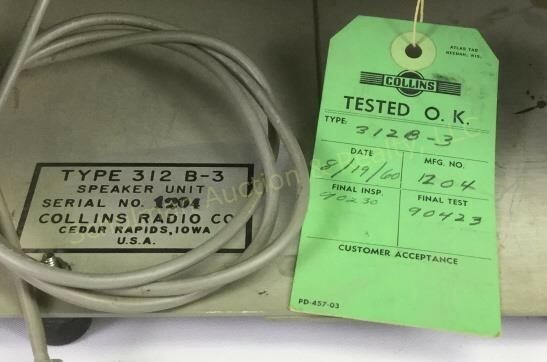 TYPE 312 B-3
SPEAKER UNIT
SERIAL NO. 1204
COLLINS RADIO CO
CEDAR RAPIDS, IOWA
U.S.A.
ATLAS TAG
NEENAH, WIS.
COLLINS
TESTED O. K.
TYPE: 312B-3
DATE
8/19/60
MFG. NO.
1204
FINAL INSP.
90230
FINAL TEST
90423
CUSTOMER ACCEPTANCE
PD-457-03